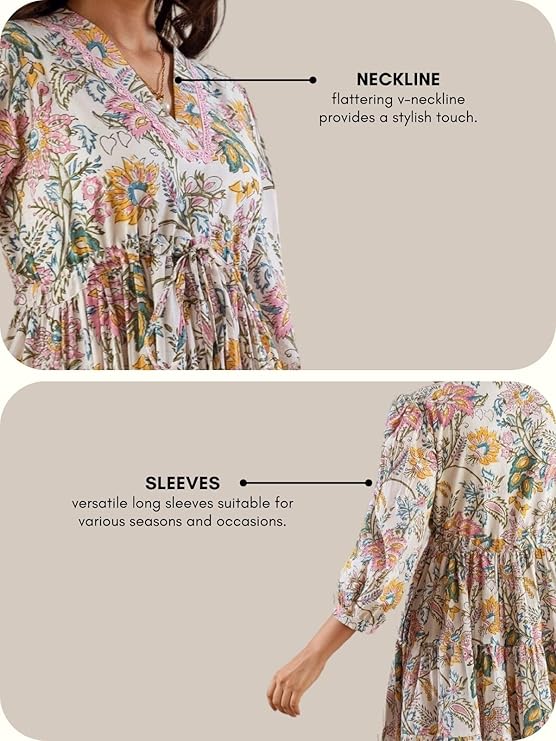 NECKLINE
flattering v-neckline
provides a stylish touch.
SLEEVES
versatile long sleeves suitable for
various seasons and occasions.